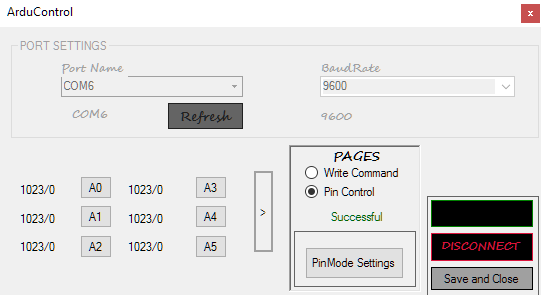 ArduControl
x
PORT SETTINGS
Port Name
BaudRate
COM6
9600
COM6
Refresh
9600
PAGES
Write Command
Pin Control
Successful
PinMode Settings
1023/0 A0 1023/0 A3
1023/0 A1 1023/0 A4
1023/0 A2 1023/0 A5
>
DISCONNECT
Save and Close